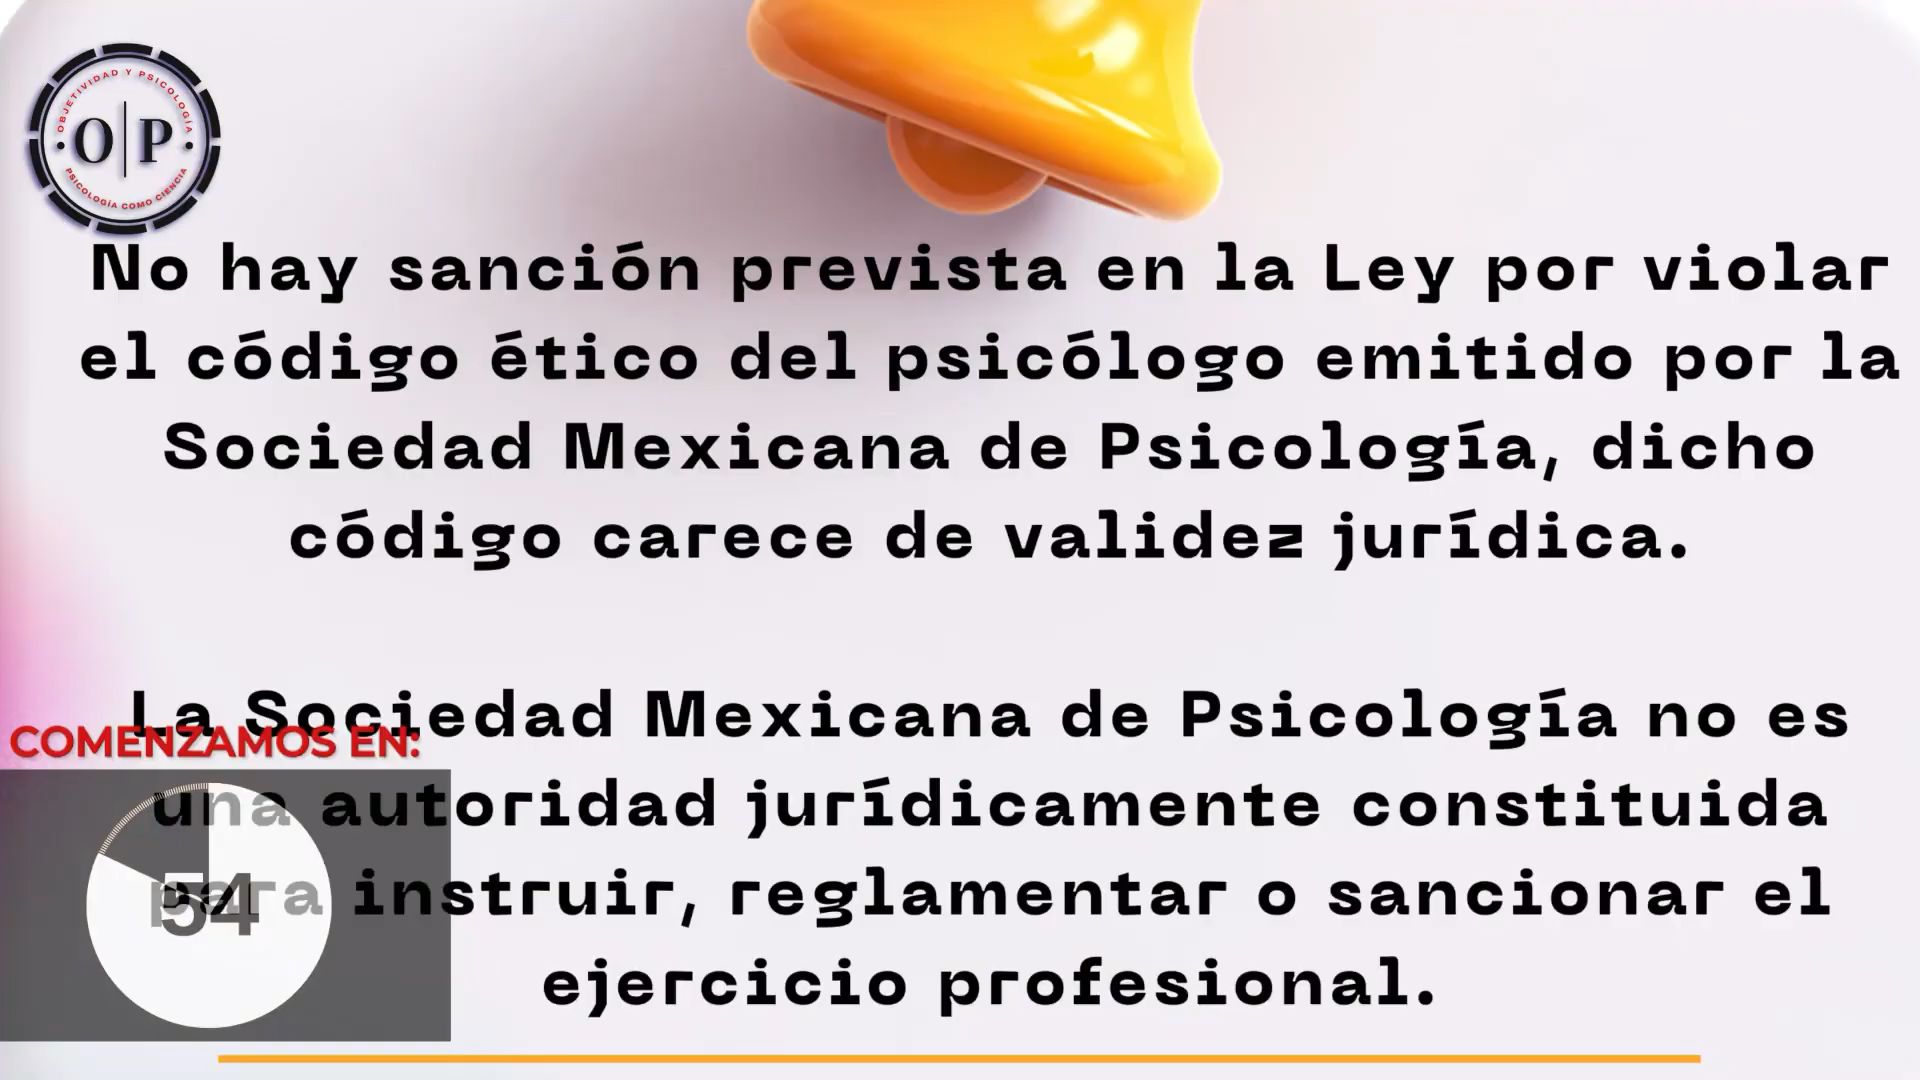 OBJETIVIDAD Y PSICOLOGÍA
O|P
PSICOLOGÍA COMO CIENCIA
No hay sanción prevista en la Ley por violar
el código ético del psicólogo emitido por la
Sociedad Mexicana de Psicología, dicho
código carece de validez jurídica.
La Sociedad Mexicana de Psicología no es
una autoridad jurídicamente constituida
para instruir, reglamentar o sancionar el
ejercicio profesional.
COMENZAMOS EN:
54